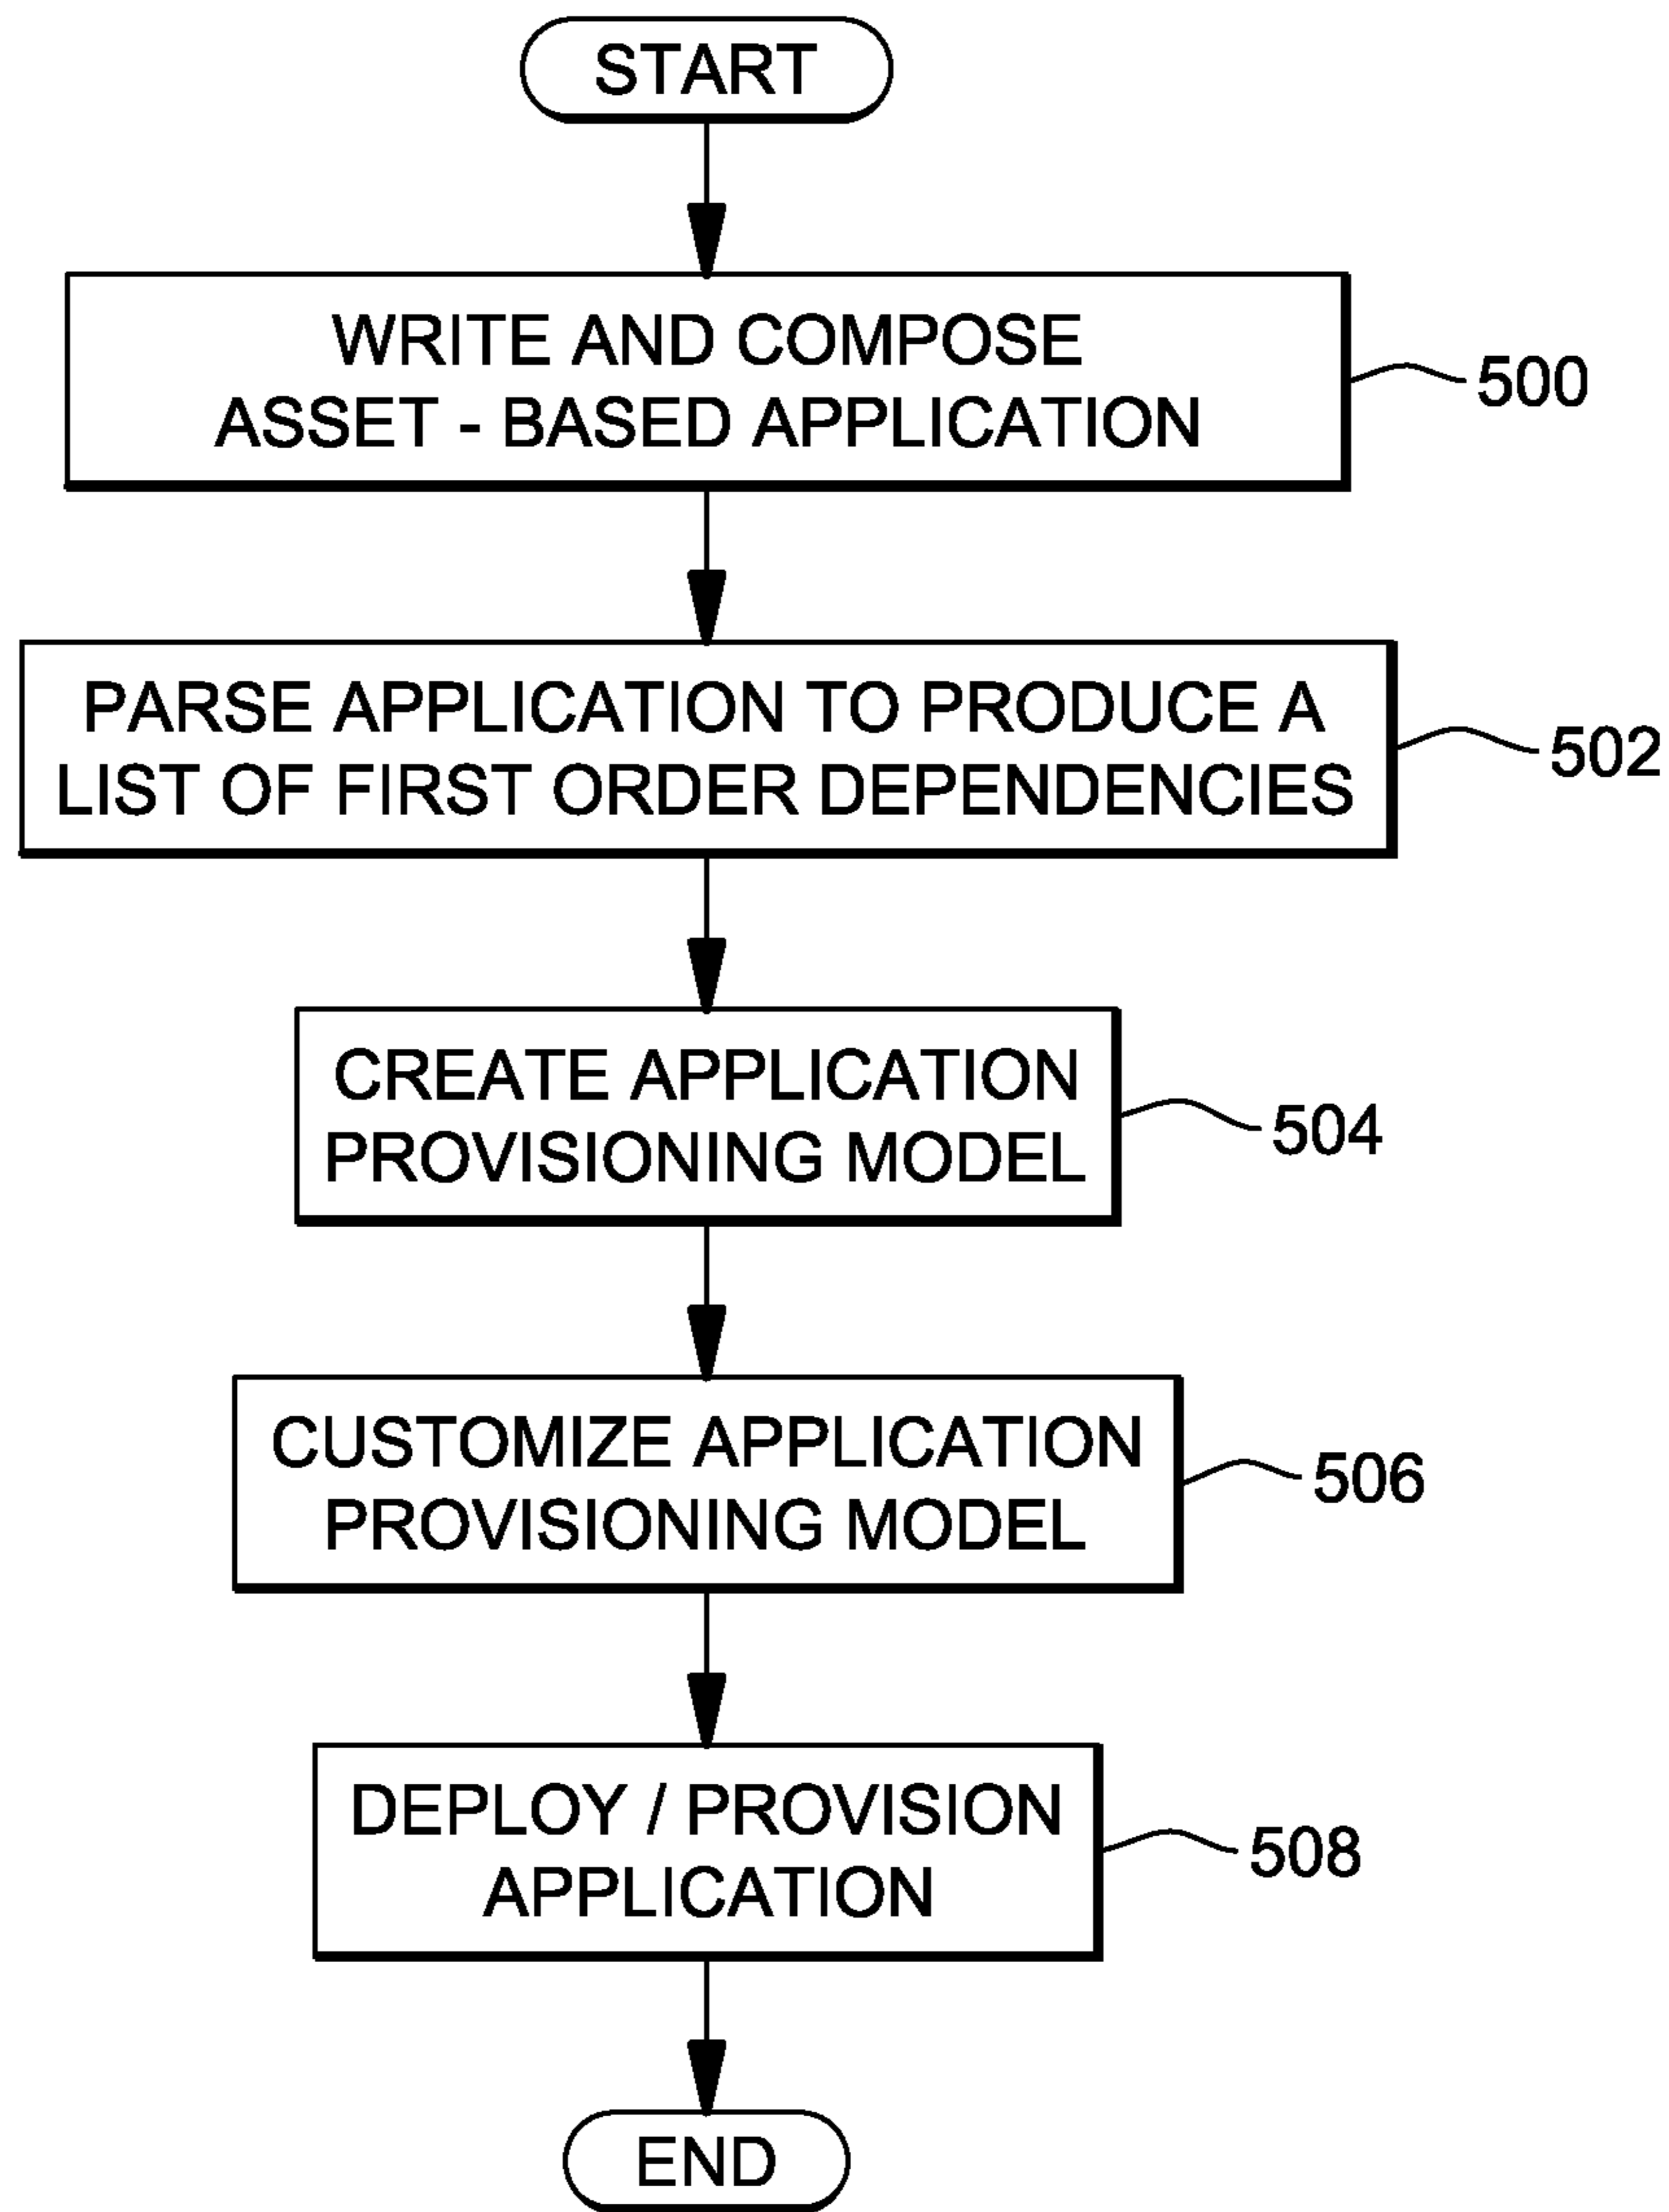 START
WRITE AND COMPOSE
ASSET - BASED APPLICATION
500
PARSE APPLICATION TO PRODUCE A
LIST OF FIRST ORDER DEPENDENCIES
502
CREATE APPLICATION
PROVISIONING MODEL
504
CUSTOMIZE APPLICATION
PROVISIONING MODEL
506
DEPLOY / PROVISION
APPLICATION
508
END